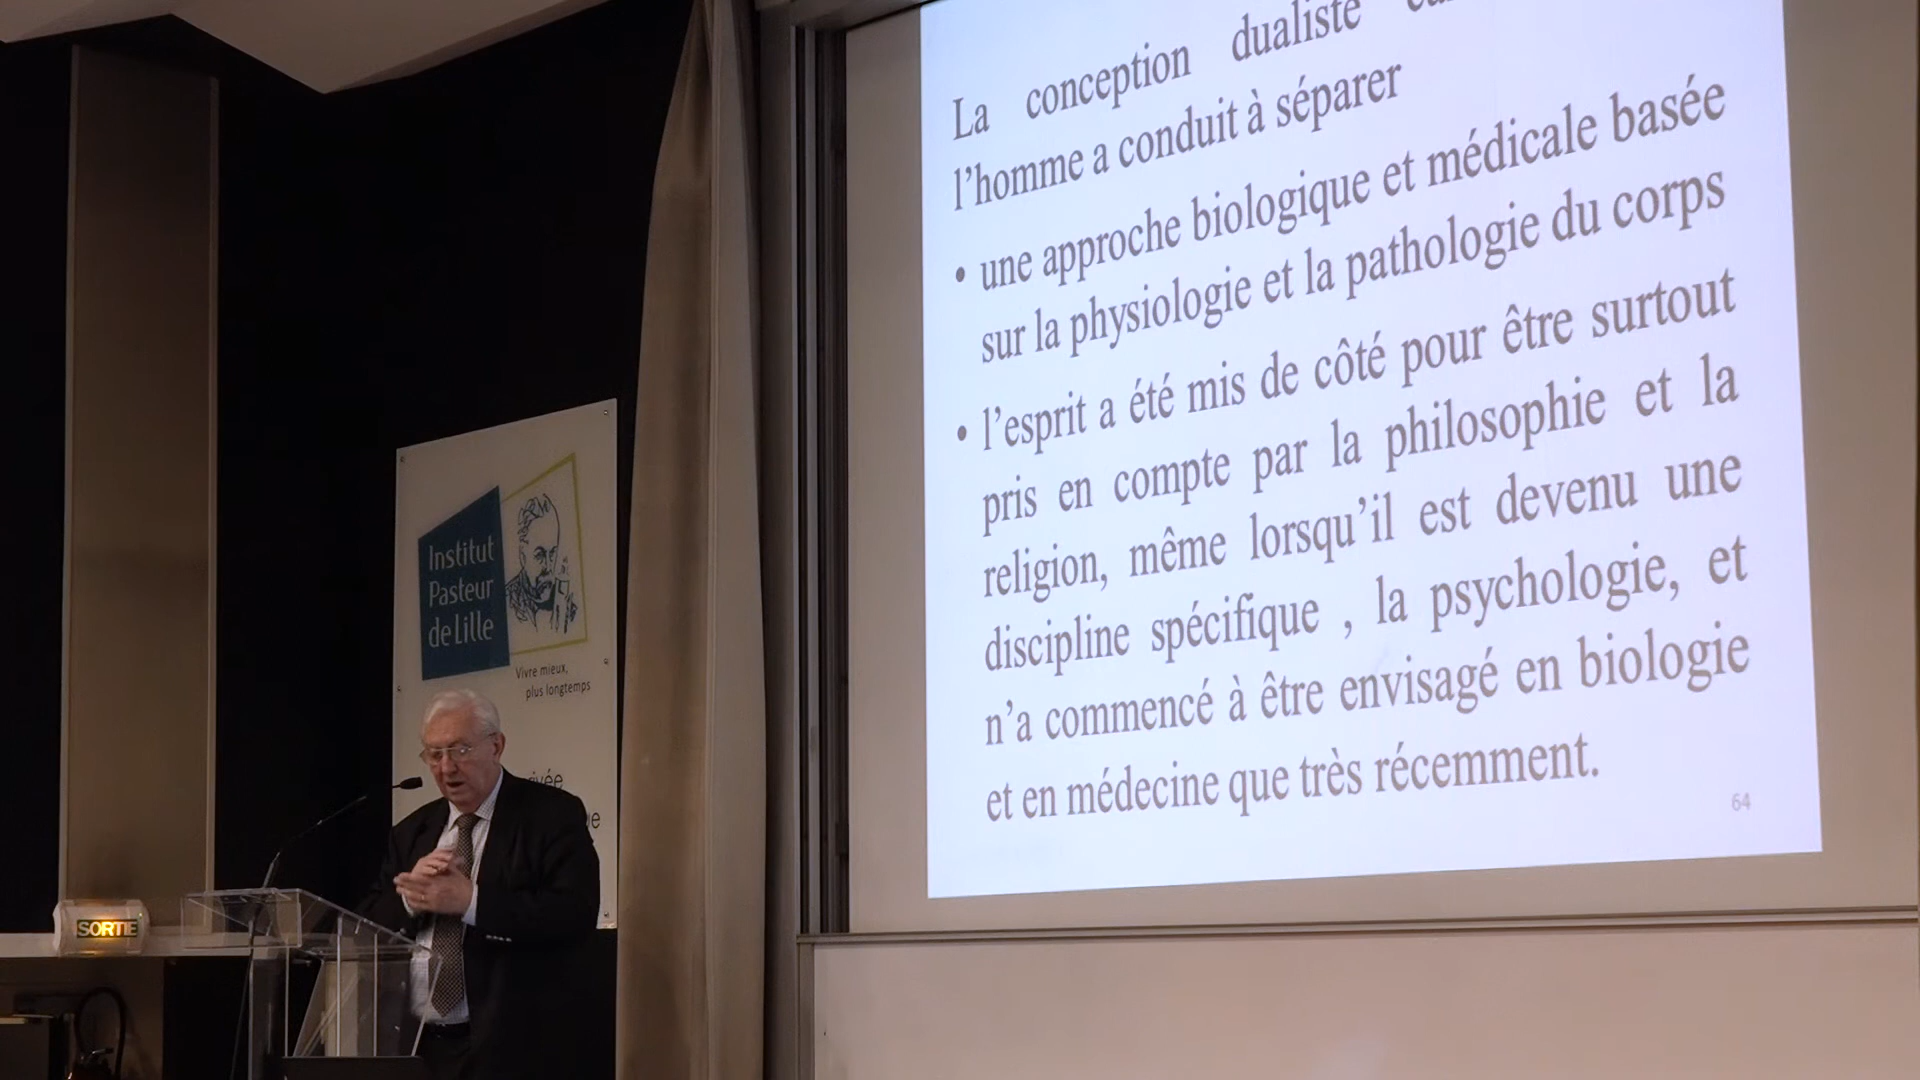 La conception dualiste
l'homme a conduit à séparer
• une approche biologique et médicale basée
sur la physiologie et la pathologie du corps
• l'esprit a été mis de côté pour être surtout
pris en compte par la philosophie et la
religion, même lorsqu'il est devenu une
discipline spécifique , la psychologie, et
n'a commencé à être envisagé en biologie
et en médecine que très récemment.
64
Institut
Pasteur
de Lille
Vivre mieux,
plus longtemps
SORTIE